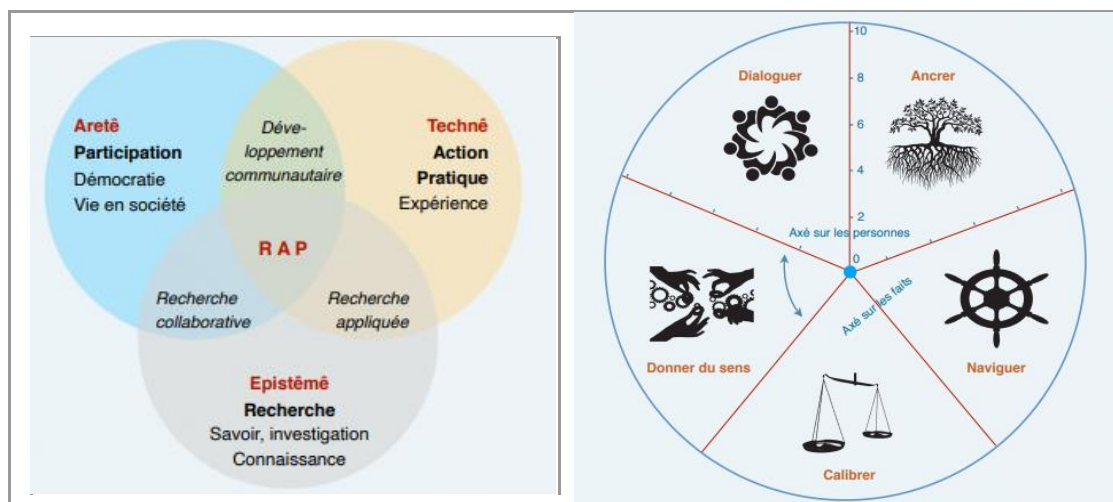 Aretê
Participation
Démocratie
Vie en société
Déve-
loppement
communautaire
Technê
Action
Pratique
Expérience
R A P
Recherche
collaborative
Recherche
appliquée
Epistêmê
Recherche
Savoir, investigation
Connaissance
10
8
6
4
2
0
Dialoguer
Ancrer
Axé sur les personnes
Axé sur les faits
Donner du sens
Naviguer
Calibrer